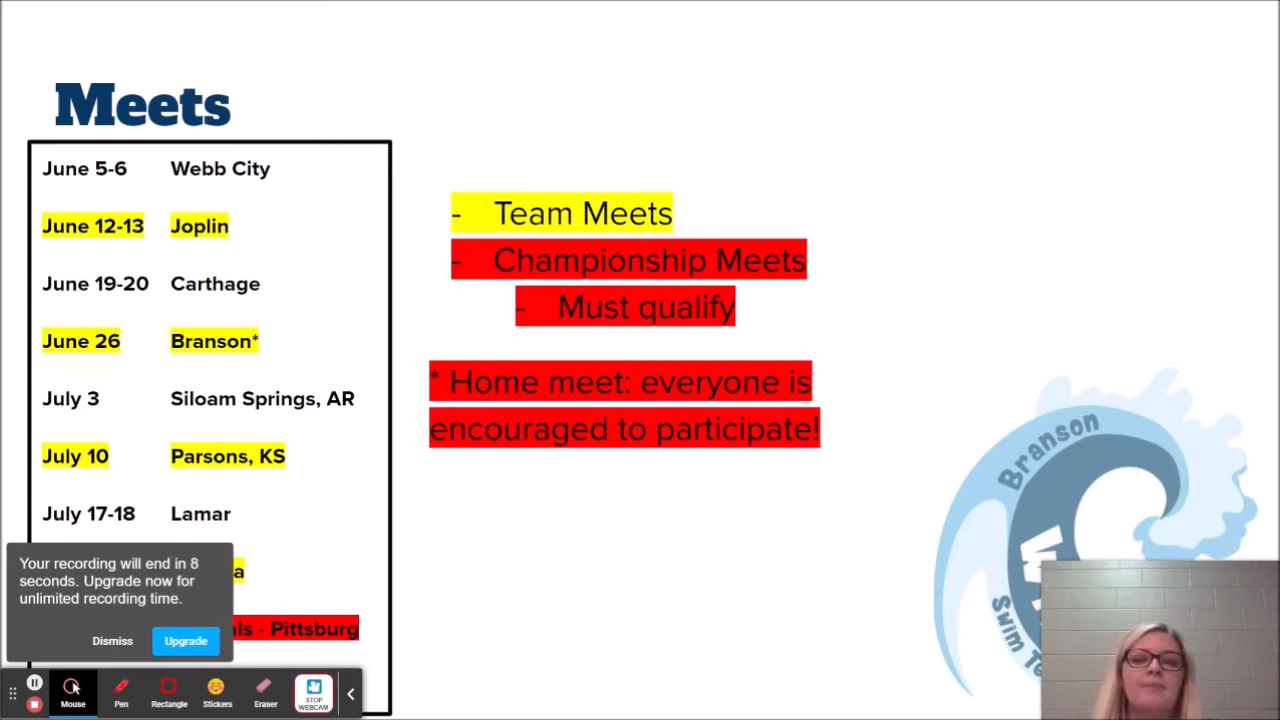 Meets
June 5-6 Webb City
June 12-13 Joplin
June 19-20 Carthage
June 26 Branson*
July 3 Siloam Springs, AR
July 10 Parsons, KS
July 17-18 Lamar
- Pittsburg
- Team Meets
- Championship Meets
- Must qualify
* Home meet: everyone is
encouraged to participate!
Branson
Swim
Your recording will end in 8
seconds. Upgrade now for
unlimited recording time.
Dismiss Upgrade
Mouse Pen Rectangle Stickers Eraser STOP
WEBCAM